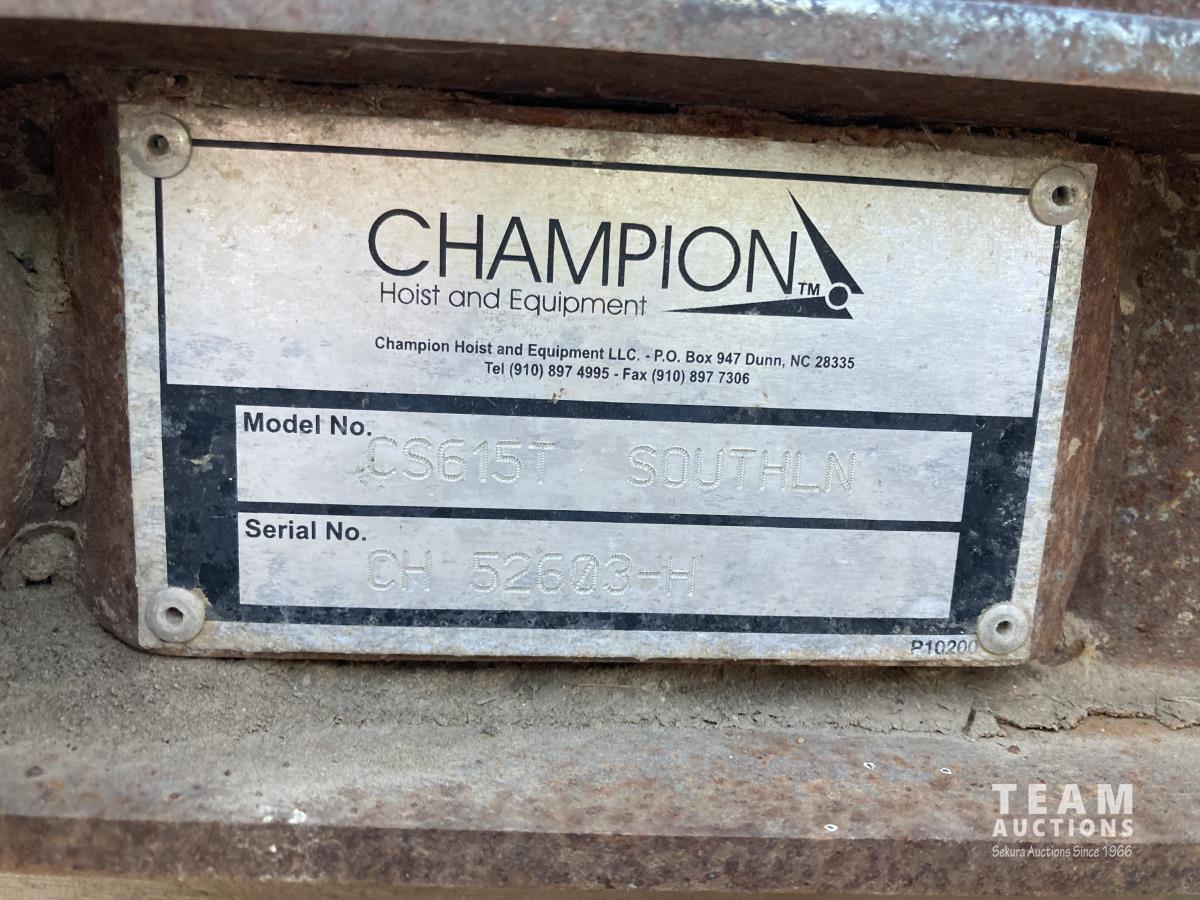 CHAMPION TM
Hoist and Equipment
Champion Hoist and Equipment LLC. - P.O. Box 947 Dunn, NC 28335
Tel (910) 897 4995 - Fax (910) 897 7306
Model No. CS615T SOUTHLN
Serial No. CH 52603-H
P10200
TEAM
AUCTIONS
Sekura Auctions Since 1966